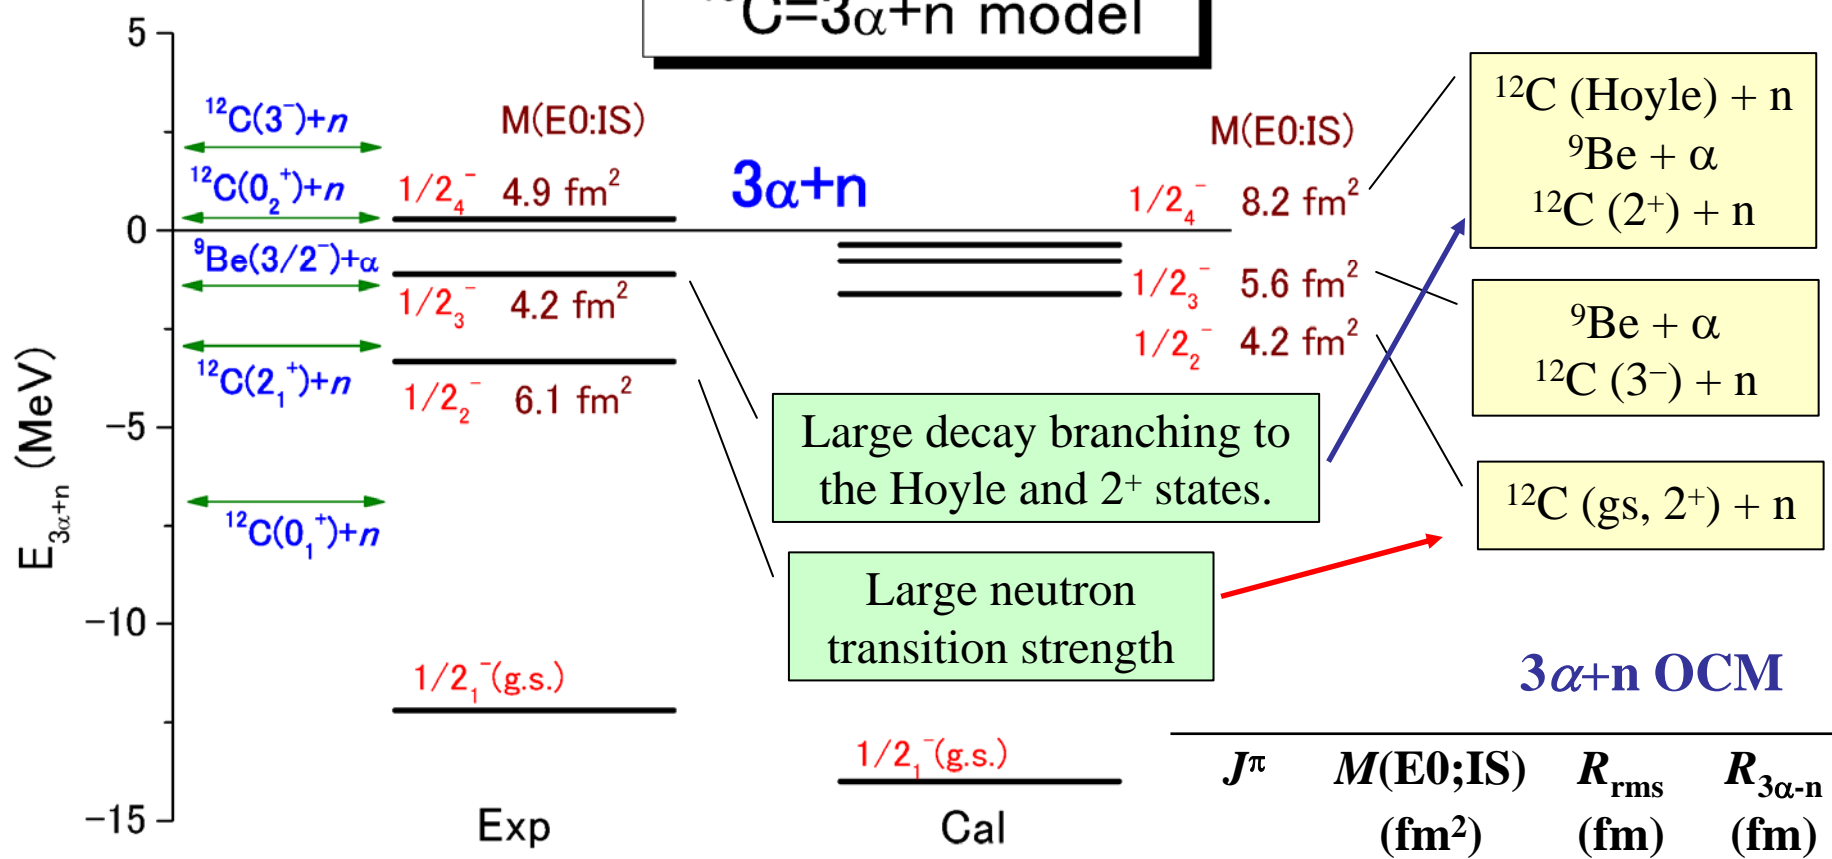 C=3α+n model
5
0
−5
−10
−15
E3α+n (MeV)
¹²C(3⁻)+n
¹²C(0₂⁺)+n
⁹Be(3/2⁻)+α
¹²C(2₁⁺)+n
¹²C(0₁⁺)+n
M(E0:IS)
1/2₄⁻ 4.9 fm²
1/2₃⁻ 4.2 fm²
1/2₂⁻ 6.1 fm²
1/2₁⁻(g.s.)
Exp
3α+n
M(E0:IS)
1/2₄⁻ 8.2 fm²
1/2₃⁻ 5.6 fm²
1/2₂⁻ 4.2 fm²
1/2₁⁻(g.s.)
Cal
Large decay branching to
the Hoyle and 2⁺ states.
Large neutron
transition strength
¹²C (Hoyle) + n
⁹Be + α
¹²C (2⁺) + n
⁹Be + α
¹²C (3⁻) + n
¹²C (gs, 2⁺) + n
3α+n OCM
Jπ M(E0;IS) Rrms R3α-n
(fm²) (fm) (fm)